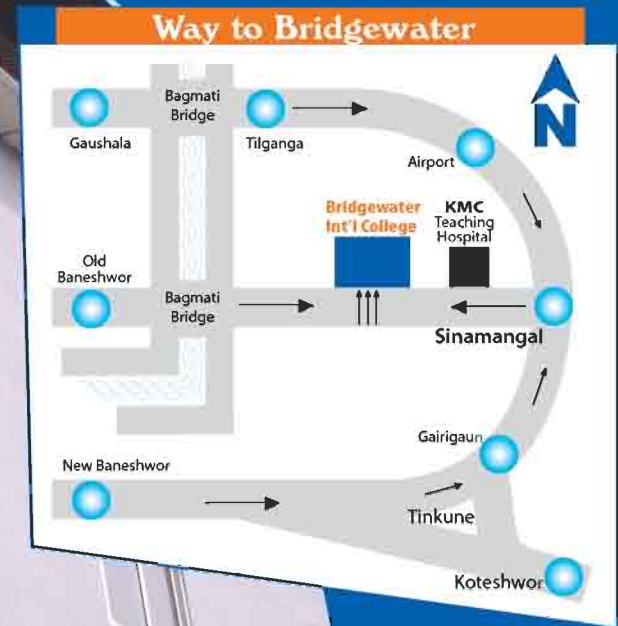 Way to Bridgewater
N
Bagmati
Bridge
Gaushala
Tilganga
Airport
Bridgewater
Int'l College
KMC
Teaching
Hospital
Old
Baneshwor
Bagmati
Bridge
Sinamangal
Gairigaun
New Baneshwor
Tinkune
Koteshwor